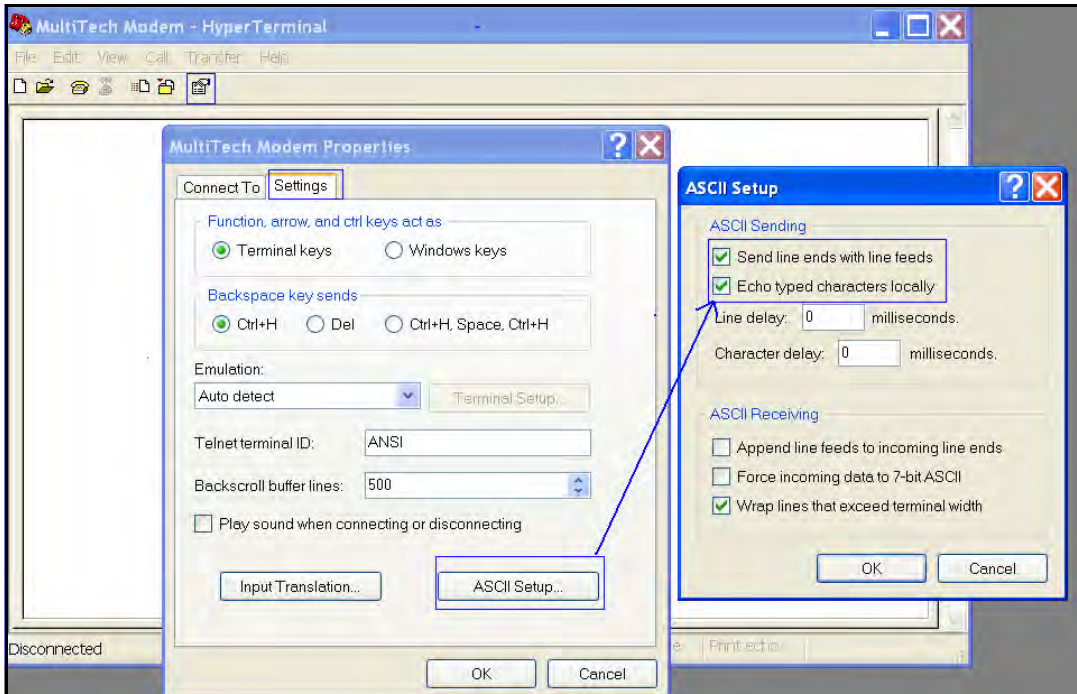 MultiTech Modem - HyperTerminal
File Edit View Call Transfer Help
MultiTech Modem Properties
Connect To Settings
Function, arrow, and ctrl keys act as
Terminal keys Windows keys
Backspace key sends
Ctrl+H Del Ctrl+H, Space, Ctrl+H
Emulation:
Auto detect Terminal Setup...
Telnet terminal ID: ANSI
Backscroll buffer lines: 500
Play sound when connecting or disconnecting
Input Translation... ASCII Setup...
OK Cancel
ASCII Setup
ASCII Sending
Send line ends with line feeds
Echo typed characters locally
Line delay: 0 milliseconds.
Character delay: 0 milliseconds.
ASCII Receiving
Append line feeds to incoming line ends
Force incoming data to 7-bit ASCII
Wrap lines that exceed terminal width
OK Cancel
Disconnected Print echo